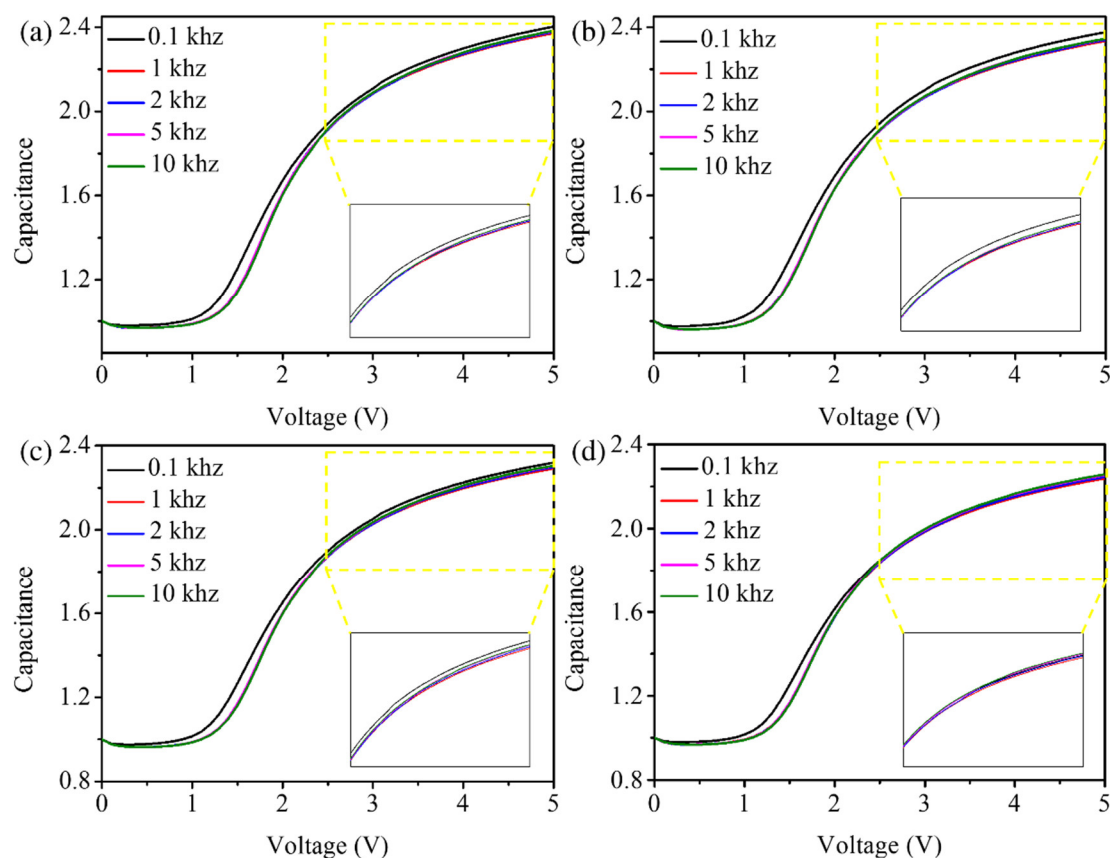 (a)
0.1 khz
1 khz
2 khz
5 khz
10 khz
2.4
2.0
1.6
1.2
Capacitance
0 1 2 3 4 5
Voltage (V)
(b)
0.1 khz
1 khz
2 khz
5 khz
10 khz
2.4
2.0
1.6
1.2
Capacitance
0 1 2 3 4 5
Voltage (V)
(c)
0.1 khz
1 khz
2 khz
5 khz
10 khz
2.4
2.0
1.6
1.2
0.8
Capacitance
0 1 2 3 4 5
Voltage (V)
(d)
0.1 khz
1 khz
2 khz
5 khz
10 khz
2.4
2.0
1.6
1.2
0.8
Capacitance
0 1 2 3 4 5
Voltage (V)